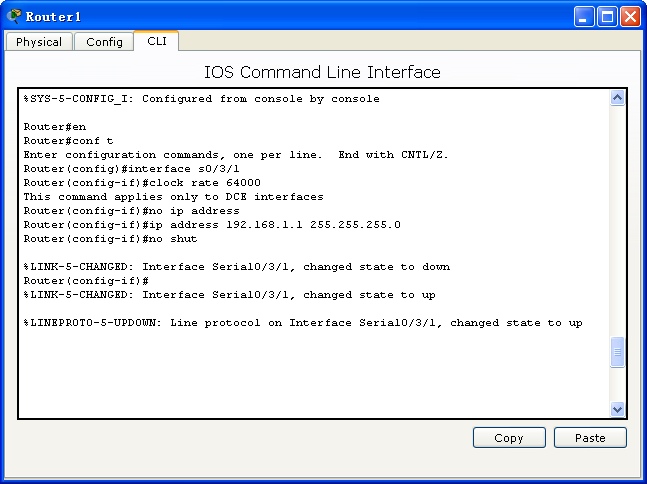 Router1
Physical Config CLI
IOS Command Line Interface
%SYS-5-CONFIG_I: Configured from console by console
Router#en
Router#conf t
Enter configuration commands, one per line.  End with CNTL/Z.
Router(config)#interface s0/3/1
Router(config-if)#clock rate 64000
This command applies only to DCE interfaces
Router(config-if)#no ip address
Router(config-if)#ip address 192.168.1.1 255.255.255.0
Router(config-if)#no shut
%LINK-5-CHANGED: Interface Serial0/3/1, changed state to down
Router(config-if)#
%LINK-5-CHANGED: Interface Serial0/3/1, changed state to up
%LINEPROTO-5-UPDOWN: Line protocol on Interface Serial0/3/1, changed state to up
Copy Paste